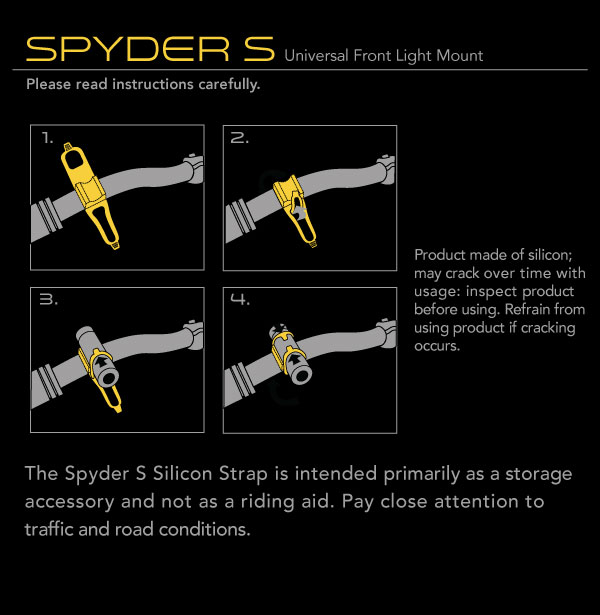 SPYDER S Universal Front Light Mount
Please read instructions carefully.
1.
2.
3.
4.
Product made of silicon;
may crack over time with
usage: inspect product
before using. Refrain from
using product if cracking
occurs.
The Spyder S Silicon Strap is intended primarily as a storage
accessory and not as a riding aid. Pay close attention to
traffic and road conditions.